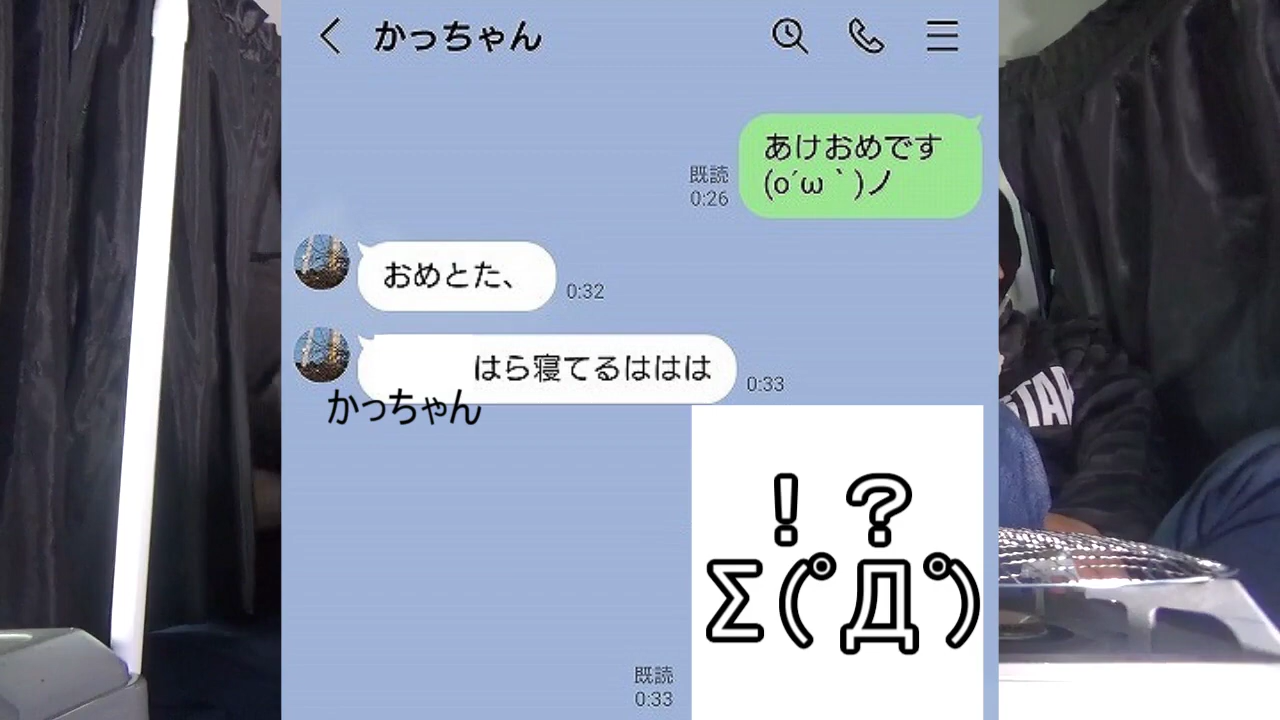 かっちゃん
あけおめです
(o´ω｀)ノ
既読
0:26
おめとた、
0:32
はら寝てるははは
0:33
かっちゃん
STAR
！？
Σ(ﾟДﾟ)
既読
0:33